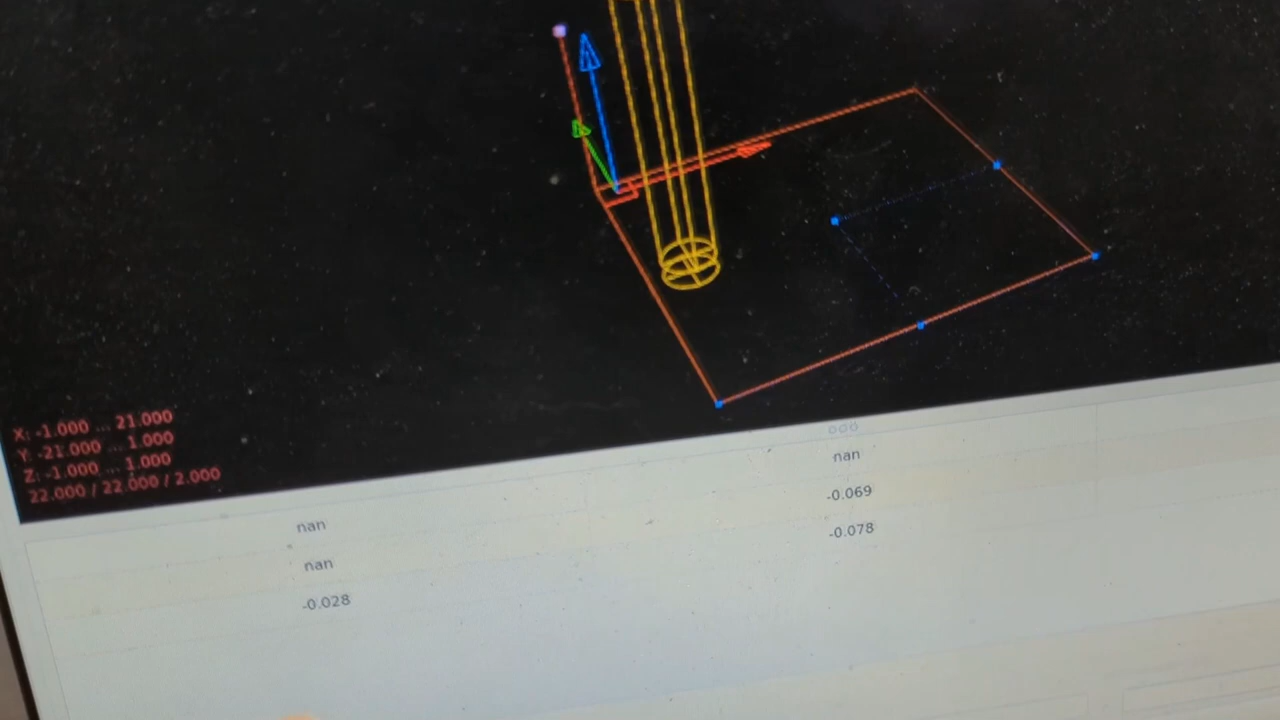 X: -1.000 ... 21.000
Y: -21.000 ... 1.000
Z: -1.000 ... 1.000
22.000 / 22.000 / 2.000
nan
nan
-0.069
nan
-0.078
-0.028